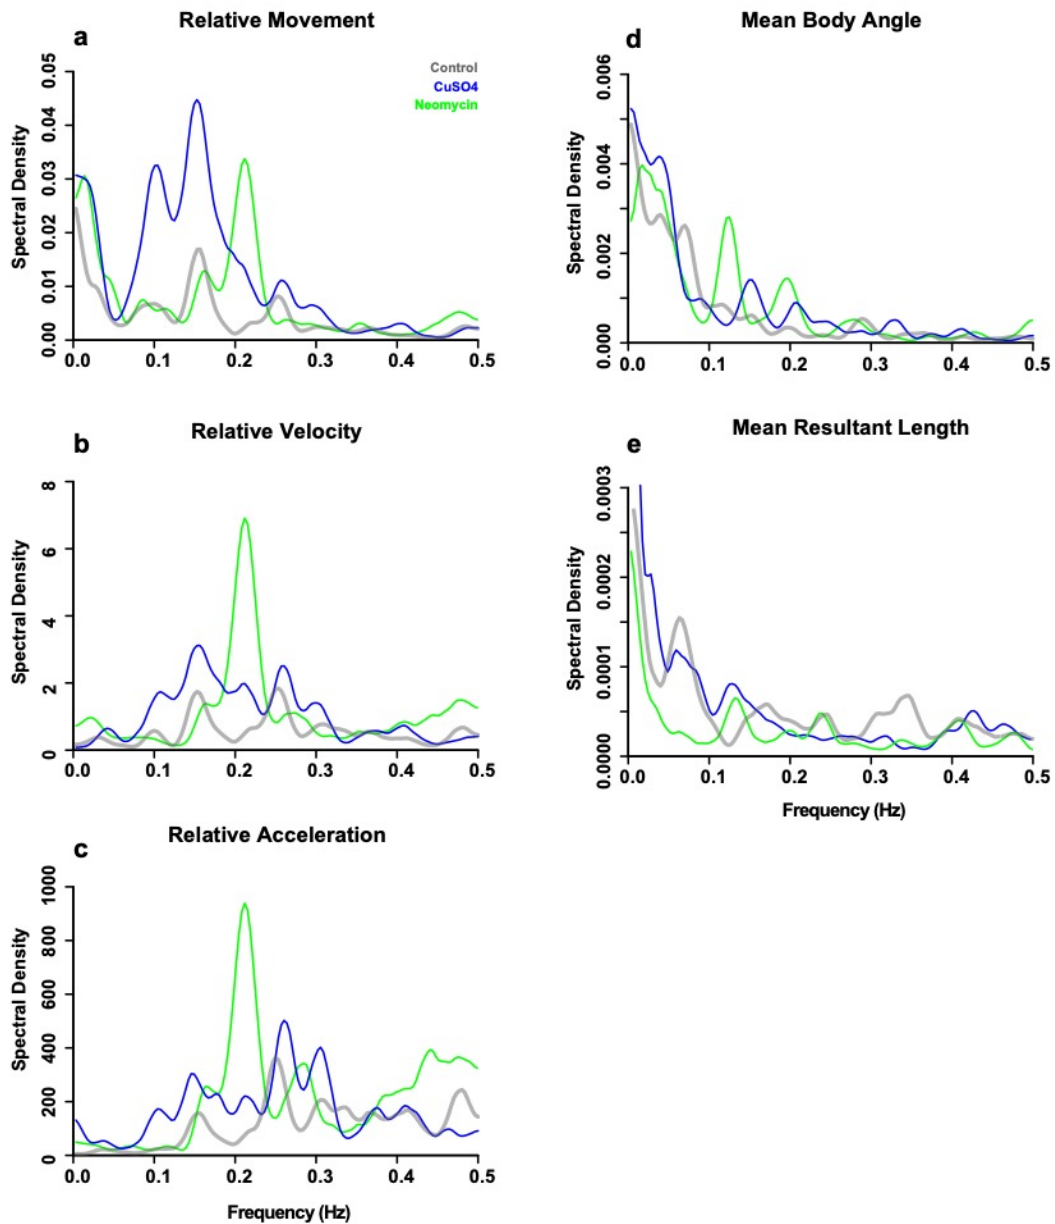 Relative Movement
a
Control
CuSO4
Neomycin
Spectral Density
0.00 0.01 0.02 0.03 0.04 0.05
0.0 0.1 0.2 0.3 0.4 0.5
Mean Body Angle
d
Spectral Density
0.000 0.002 0.004 0.006
0.0 0.1 0.2 0.3 0.4 0.5
Relative Velocity
b
Spectral Density
0 2 4 6 8
0.0 0.1 0.2 0.3 0.4 0.5
Mean Resultant Length
e
Spectral Density
0.0000 0.0001 0.0002 0.0003
0.0 0.1 0.2 0.3 0.4 0.5
Frequency (Hz)
Relative Acceleration
c
Spectral Density
0 200 400 600 800 1000
0.0 0.1 0.2 0.3 0.4 0.5
Frequency (Hz)